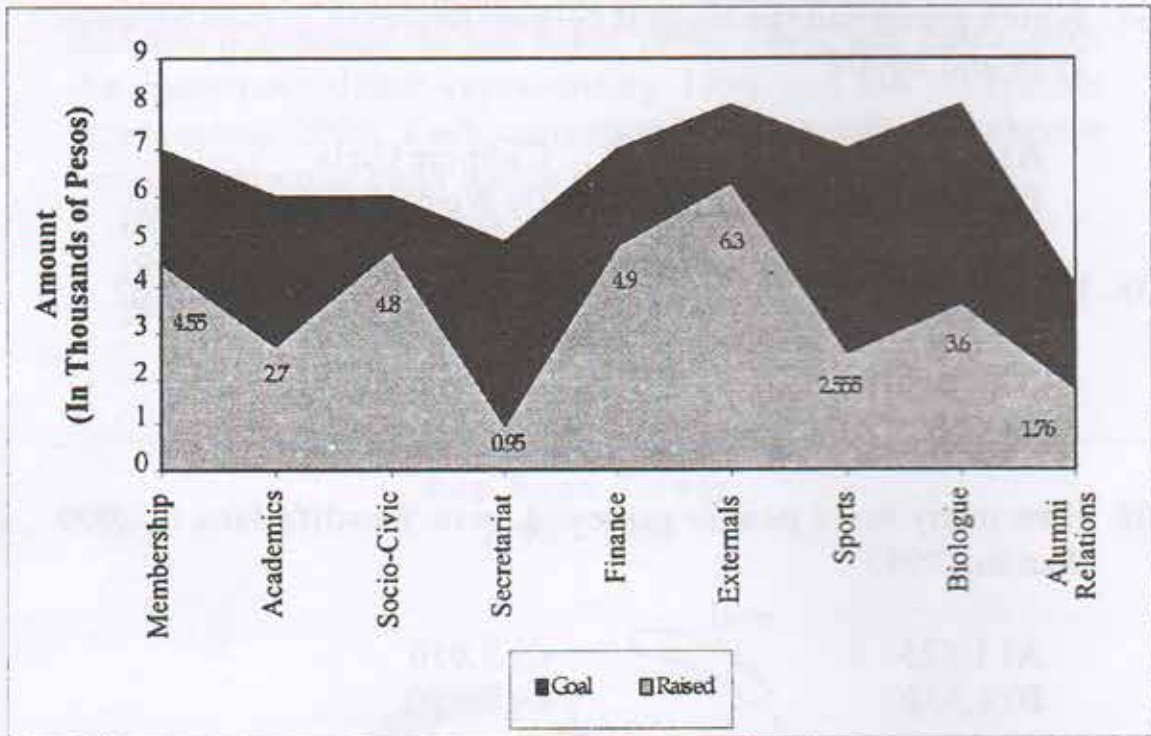 Amount
(In Thousands of Pesos)
9
8
7
6
5
4
3
2
1
0
4.55
2.7
4.8
0.95
4.9
6.3
2.555
3.6
1.76
Membership
Academics
Socio-Civic
Secretariat
Finance
Externals
Sports
Biologue
Alumni
Relations
Goal
Raised